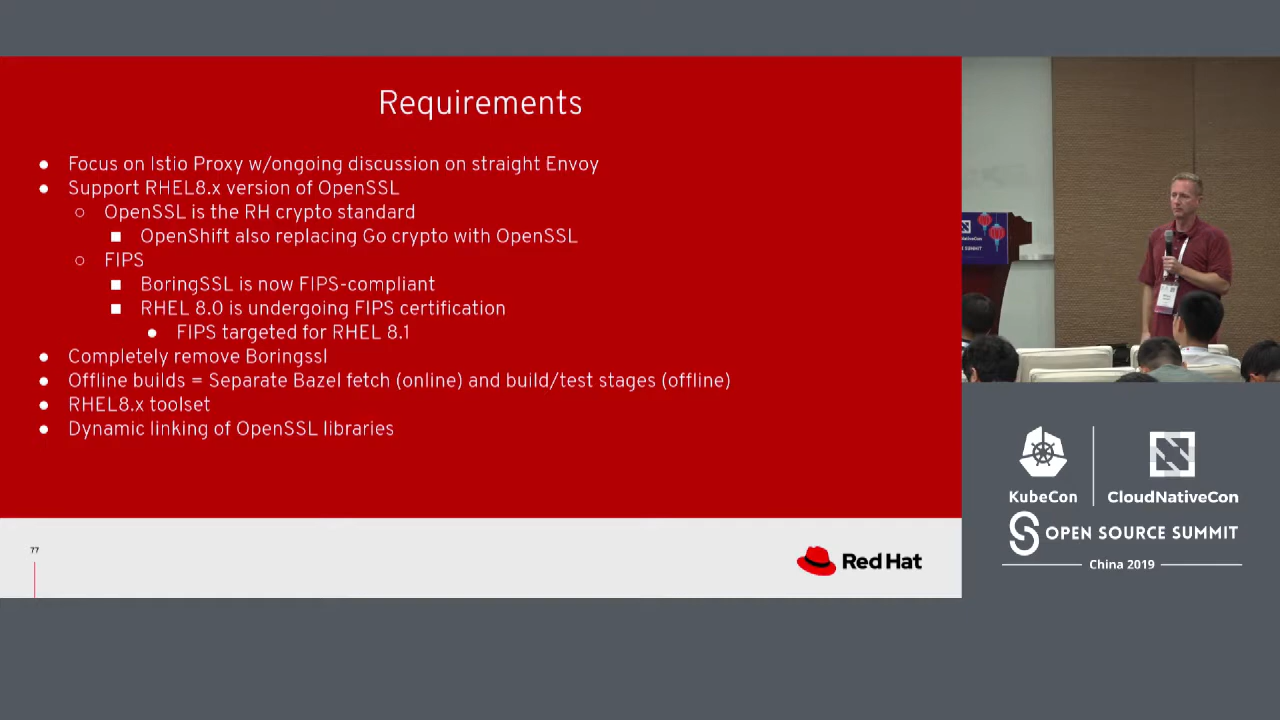 Requirements
● Focus on Istio Proxy w/ongoing discussion on straight Envoy
● Support RHEL8.x version of OpenSSL
○ OpenSSL is the RH crypto standard
■ OpenShift also replacing Go crypto with OpenSSL
○ FIPS
■ BoringSSL is now FIPS-compliant
■ RHEL 8.0 is undergoing FIPS certification
● FIPS targeted for RHEL 8.1
● Completely remove Boringssl
● Offline builds = Separate Bazel fetch (online) and build/test stages (offline)
● RHEL8.x toolset
● Dynamic linking of OpenSSL libraries
77
Red Hat
KubeCon
CloudNativeCon
OPEN SOURCE SUMMIT
China 2019